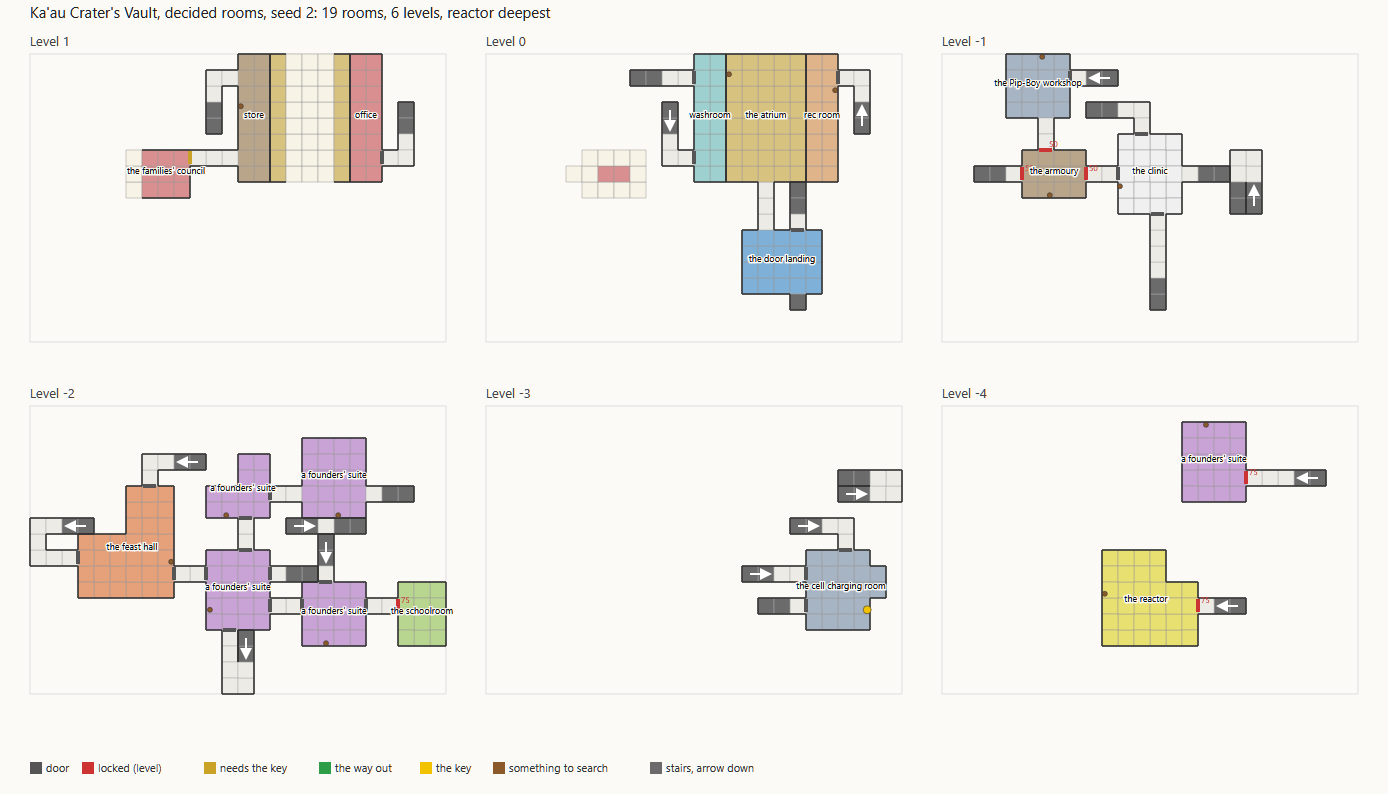 Ka'au Crater's Vault, decided rooms, seed 2: 19 rooms, 6 levels, reactor deepest
Level 1
Level 0
Level -1
store
office
the families' council
washroom
the atrium
rec room
the door landing
the Pip-Boy workshop
50
the armoury
50
the clinic
Level -2
Level -3
Level -4
a founders' suite
a founders' suite
the feast hall
a founders' suite
a founders' suite
75
the schoolroom
the cell charging room
a founders' suite
75
the reactor
75
door
locked (level)
needs the key
the way out
the key
something to search
stairs, arrow down